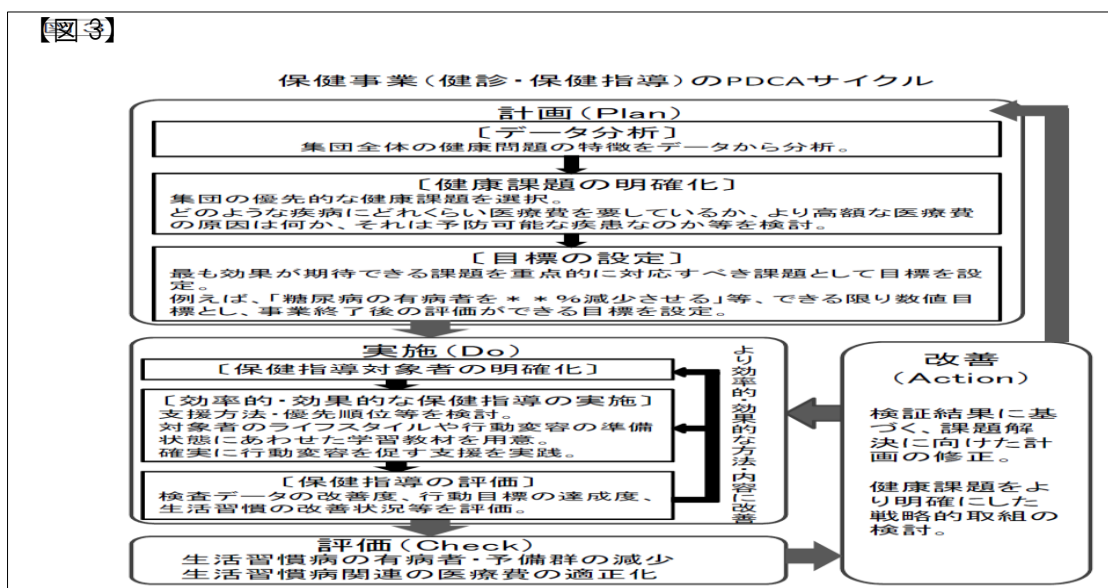 【図3】
保健事業(健診・保健指導)のPDCAサイクル
計画(Plan)
[データ分析]
集団全体の健康問題の特徴をデータから分析。
[健康課題の明確化]
集団の優先的な健康課題を選択。
どのような疾病にどれくらい医療費を要しているか、より高額な医療費
の原因は何か、それは予防可能な疾患なのか等を検討。
[目標の設定]
最も効果が期待できる課題を重点的に対応すべき課題として目標を設
定。
例えば、「糖尿病の有病者を**%減少させる」等、できる限り数値目
標とし、事業終了後の評価ができる目標を設定。
実施(Do)
[保健指導対象者の明確化]
[効率的・効果的な保健指導の実施]
支援方法・優先順位等を検討。
対象者のライフスタイルや行動変容の準備
状態にあわせた学習教材を用意。
確実に行動変容を促す支援を実践。
[保健指導の評価]
検査データの改善度、行動目標の達成度、
生活習慣の改善状況等を評価。
より効率的・効果的な方法・内容に改善
評価(Check)
生活習慣病の有病者・予備群の減少
生活習慣病関連の医療費の適正化
改善
(Action)
検証結果に基
づく、課題解
決に向けた計
画の修正。
健康課題をよ
り明確にした
戦略的取組の
検討。